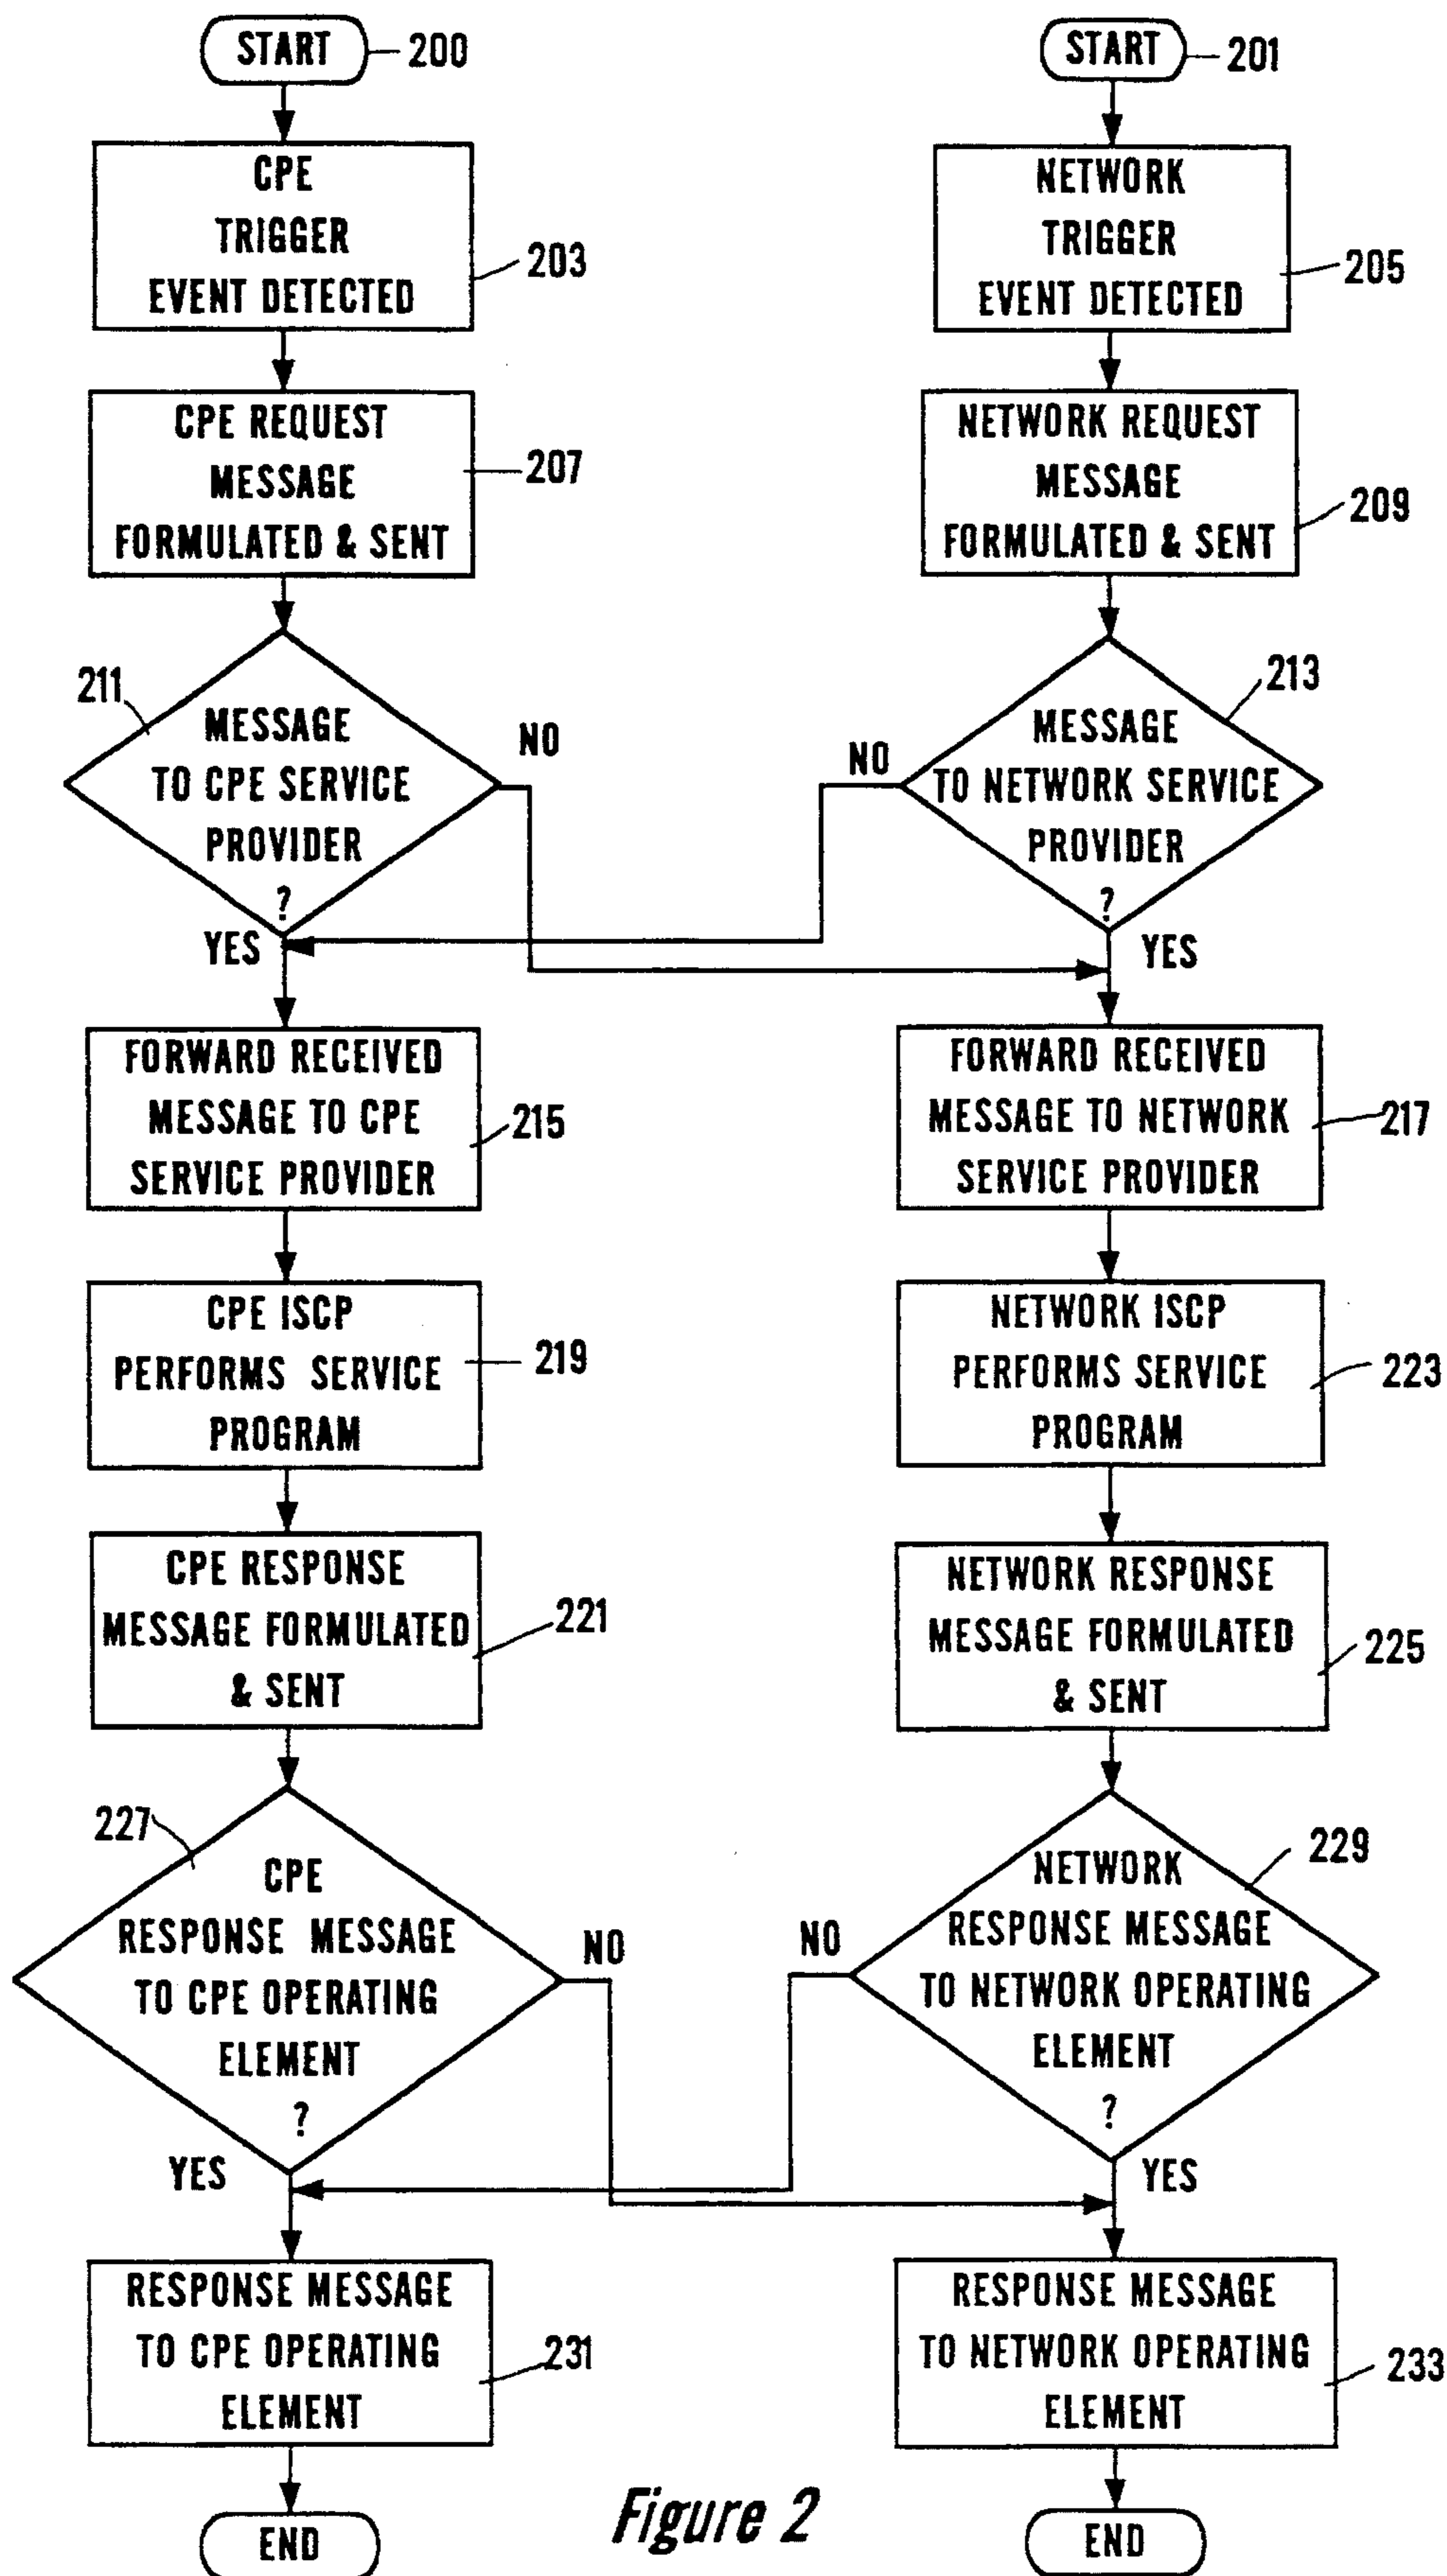 START
200
CPE
TRIGGER
EVENT DETECTED
203
CPE REQUEST
MESSAGE
FORMULATED & SENT
207
211
MESSAGE
TO CPE SERVICE
PROVIDER
?
NO
YES
FORWARD RECEIVED
MESSAGE TO CPE
SERVICE PROVIDER
215
CPE ISCP
PERFORMS SERVICE
PROGRAM
219
CPE RESPONSE
MESSAGE FORMULATED
& SENT
221
227
CPE
RESPONSE MESSAGE
TO CPE OPERATING
ELEMENT
?
NO
YES
RESPONSE MESSAGE
TO CPE OPERATING
ELEMENT
231
END
START
201
NETWORK
TRIGGER
EVENT DETECTED
205
NETWORK REQUEST
MESSAGE
FORMULATED & SENT
209
213
MESSAGE
TO NETWORK SERVICE
PROVIDER
?
NO
YES
FORWARD RECEIVED
MESSAGE TO NETWORK
SERVICE PROVIDER
217
NETWORK ISCP
PERFORMS SERVICE
PROGRAM
223
NETWORK RESPONSE
MESSAGE FORMULATED
& SENT
225
229
NETWORK
RESPONSE MESSAGE
TO NETWORK OPERATING
ELEMENT
?
NO
YES
RESPONSE MESSAGE
TO NETWORK OPERATING
ELEMENT
233
END
Figure 2